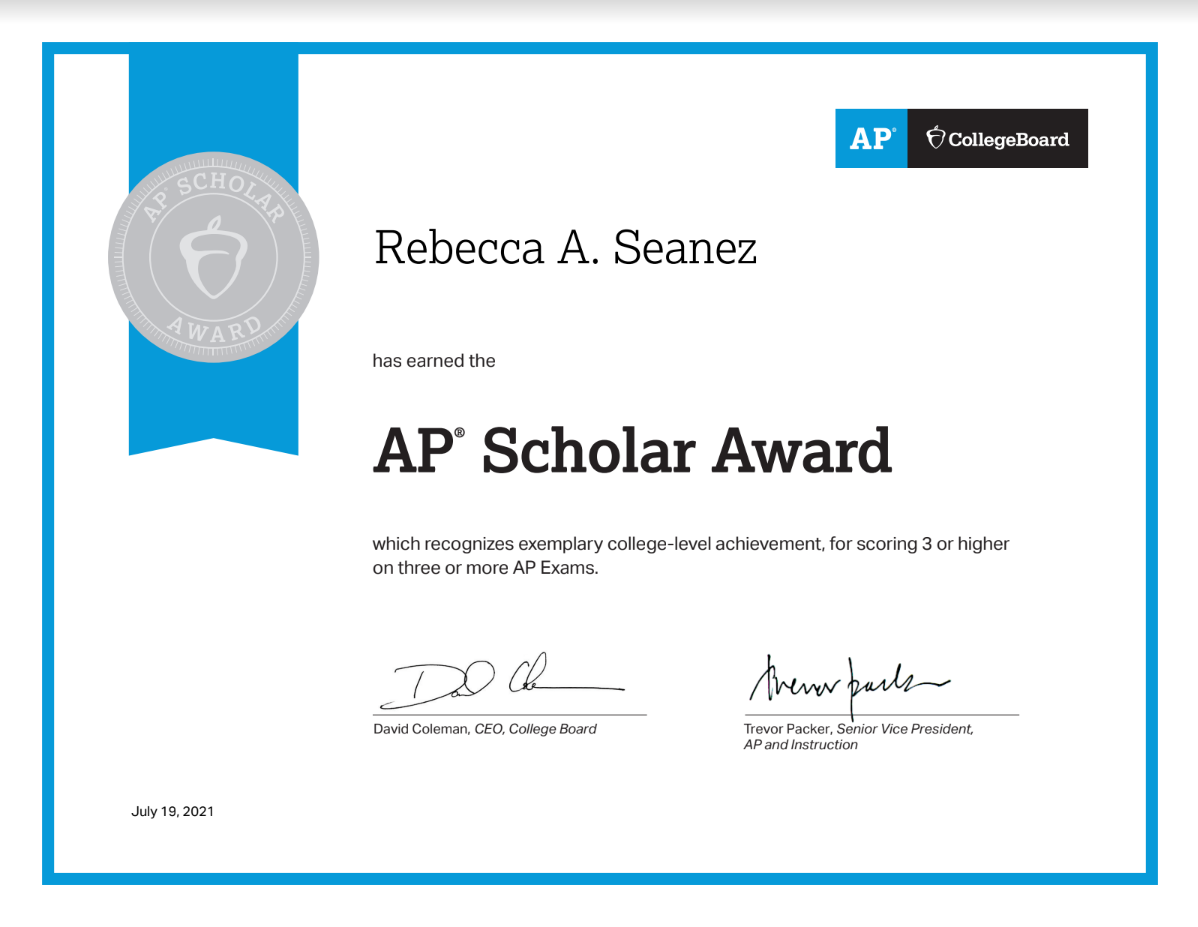 AP® CollegeBoard
AP® SCHOLAR
AWARD
Rebecca A. Seanez
has earned the
AP® Scholar Award
which recognizes exemplary college-level achievement, for scoring 3 or higher
on three or more AP Exams.
David Coleman, CEO, College Board
Trevor Packer, Senior Vice President,
AP and Instruction
July 19, 2021